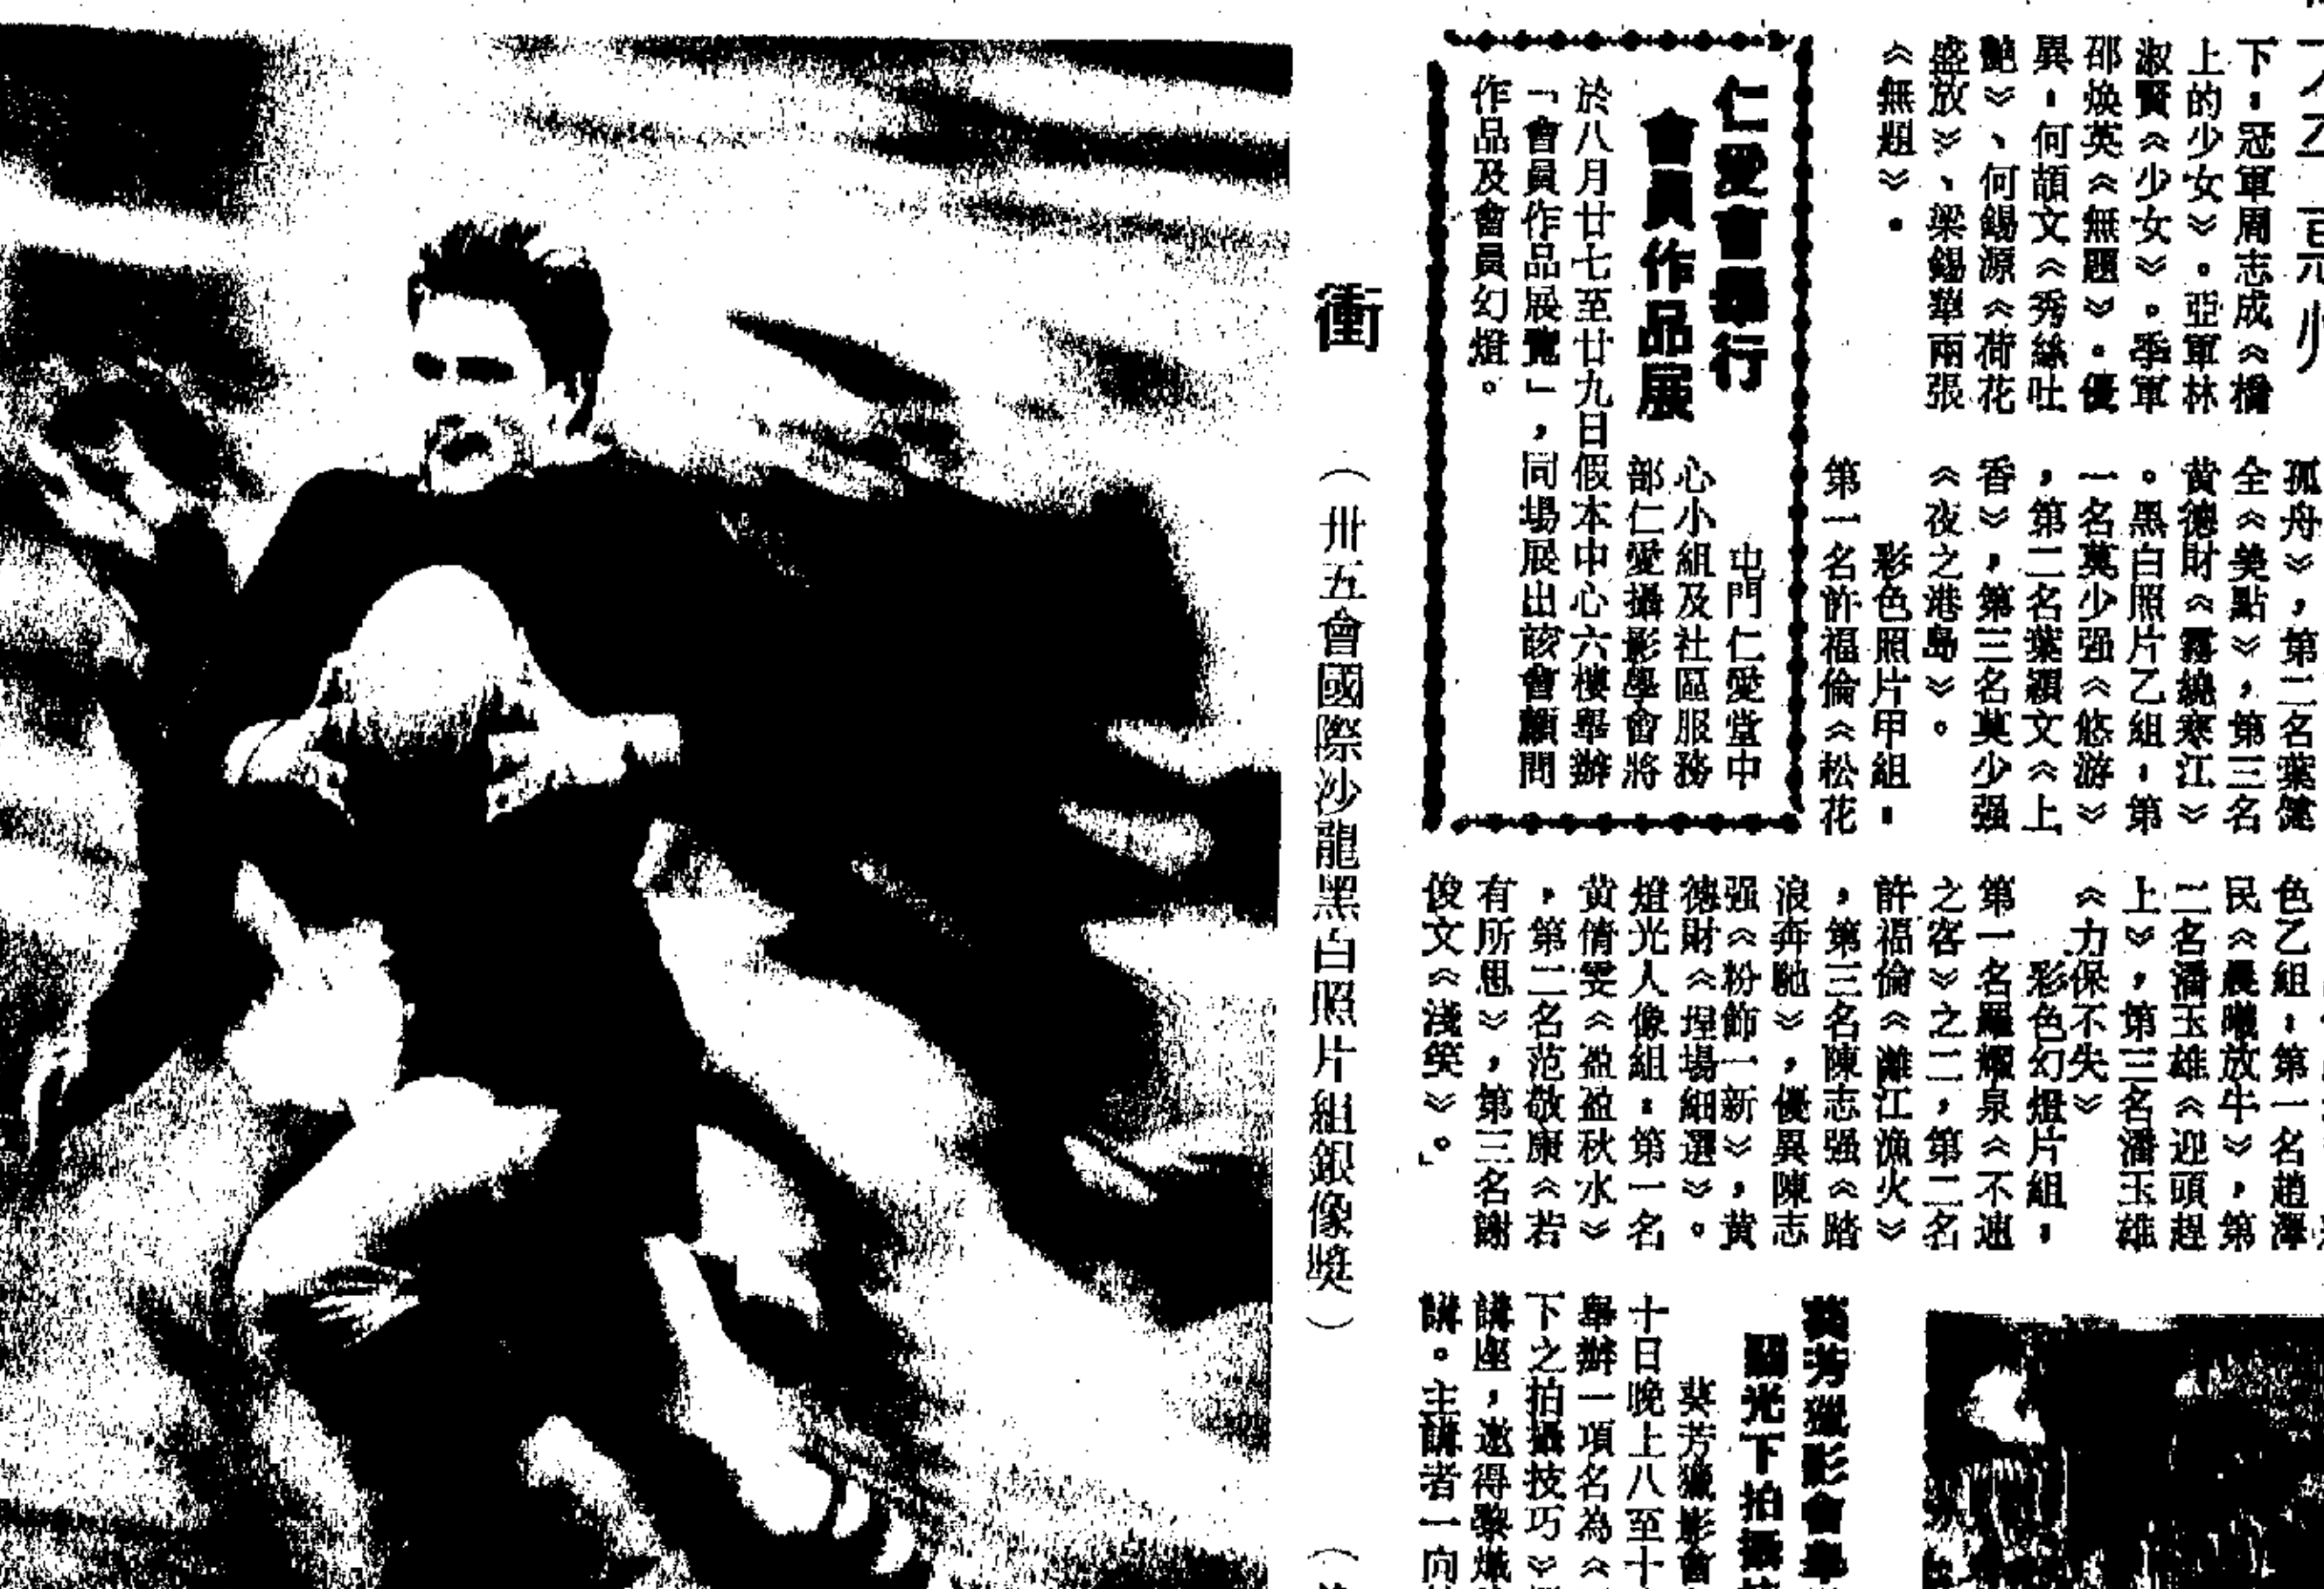 下：冠軍周志成《橋
上的少女》。亞軍林
淑賢《少女》。季軍
邵煥英《無題》。優
異：何頡文《秀絲吐
艷》、何錫源《荷花
盛放》、梁錫華兩張
《無題》。
孤舟》，第二名葉健
全《美點》，第三名
黃德財《霧繞寒江》
。黑白照片乙組：第
一名莫少强《悠游》
，第二名葉穎文《上
香》，第三名莫少强
《夜之港島》。
彩色照片甲組：
第一名許福倫《松花
色乙組：第一名趙澤
民《晨曦放牛》，第
二名潘玉雄《迎頭趕
上》，第三名潘玉雄
《力保不失》
彩色幻燈片組，
第一名羅耀泉《不速
之客》之二，第二名
許福倫《灕江漁火》
，第三名陳志强《踏
浪奔馳》，優異陳志
强《粉飾一新》，黃
德財《埕場細選》。
燈光人像組：第一名
黃倩雯《盈盈秋水》
，第二名范敬康《若
有所思》，第三名謝
俊文《淺笑》。」
仁愛會舉行
會員作品展
屯門仁愛堂中
心小組及社區服務
部仁愛攝影學會將
於八月廿七至廿九日假本中心六樓舉辦
「會員作品展覽」，同場展出該會顧問
作品及會員幻燈。
衝
（卅五會國際沙龍黑白照片組銀像獎）
英芳獵影會舉
光下拍攝
英芳獵影會
十日晚上八至十
舉辦一項名為《
下之拍攝技巧》
講座，邀得黎
講。主講者一向